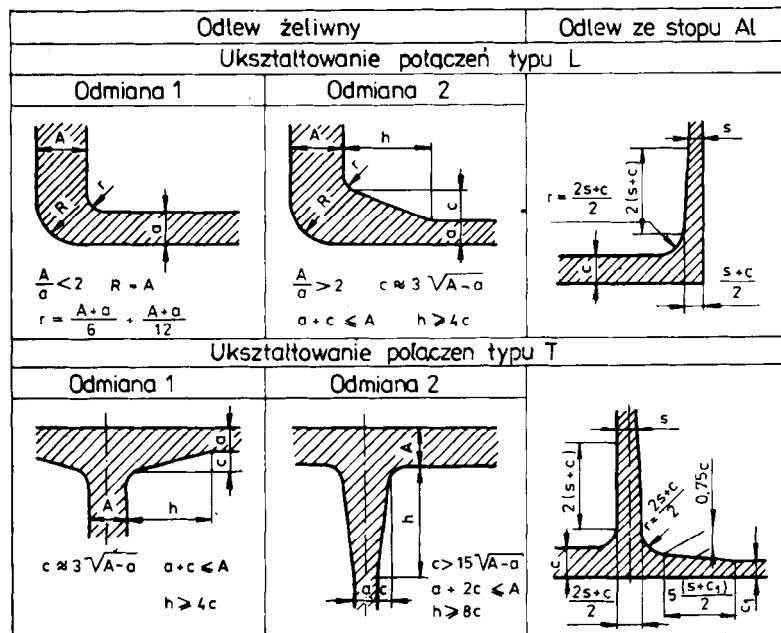 Odlew żeliwny
Odlew ze stopu Al
Ukształtowanie połączeń typu L
Odmiana 1
Odmiana 2
A
r
R
a
A/a < 2 R = A
r = (A+a)/6 ÷ (A+a)/12
A
h
r
R
c
a
A/a > 2 c ≈ 3 √(A-a)
a + c ⩽ A h ⩾ 4c
s
2(s+c)
r = (2s+c)/2
c
(s+c)/2
Ukształtowanie połączen typu T
Odmiana 1
Odmiana 2
a
c
A
h
c ≈ 3 √(A-a) a+c ⩽ A
h ⩾ 4c
A
h
a
c
c > 15 √(A-a)
a + 2c ⩽ A
h ⩾ 8c
s
2(s+c)
r = (2s+c)/2
0,75c
c
(2s+c)/2
5 (s+c₁)/2
c₁